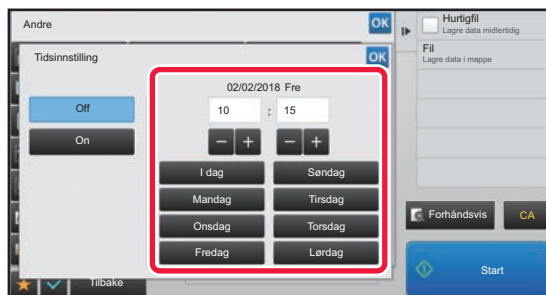 Andre
OK
Tidsinnstilling
OK
02/02/2018 Fre
10 : 15
Off
On
I dag
Søndag
Mandag
Tirsdag
Onsdag
Torsdag
Fredag
Lørdag
Tilbake
Hurtigfil
Lagre data midlertidig
Fil
Lagre data i mappe
Forhåndsvis
CA
Start